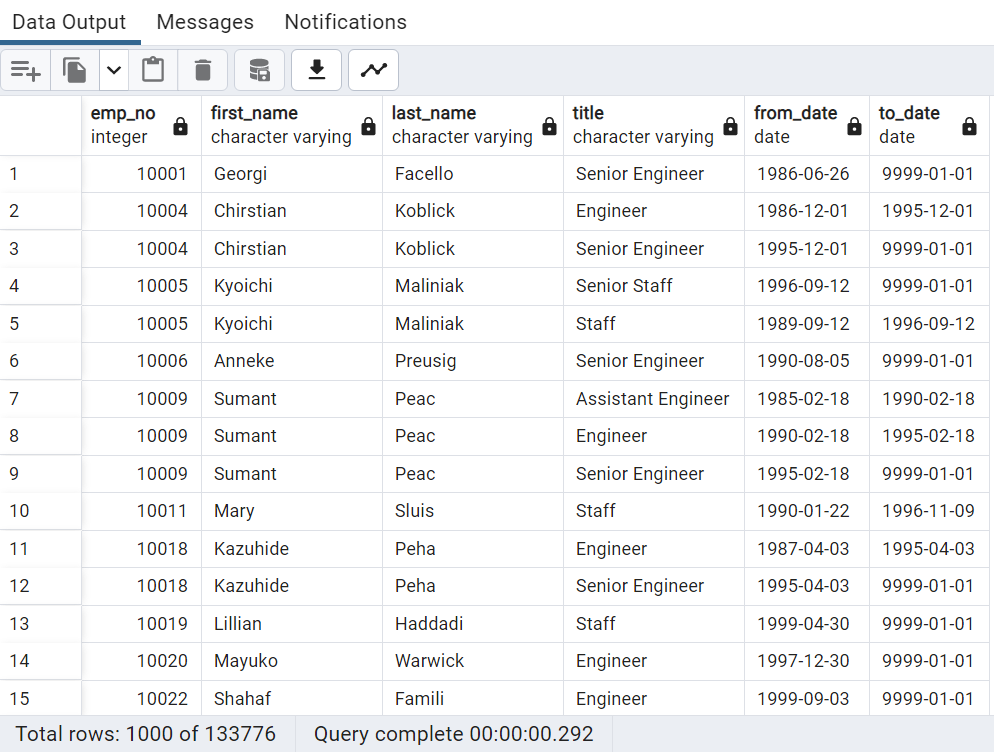 Data Output Messages Notifications
emp_no first_name last_name title from_date to_date
integer character varying character varying character varying date date
1 10001 Georgi Facello Senior Engineer 1986-06-26 9999-01-01
2 10004 Chirstian Koblick Engineer 1986-12-01 1995-12-01
3 10004 Chirstian Koblick Senior Engineer 1995-12-01 9999-01-01
4 10005 Kyoichi Maliniak Senior Staff 1996-09-12 9999-01-01
5 10005 Kyoichi Maliniak Staff 1989-09-12 1996-09-12
6 10006 Anneke Preusig Senior Engineer 1990-08-05 9999-01-01
7 10009 Sumant Peac Assistant Engineer 1985-02-18 1990-02-18
8 10009 Sumant Peac Engineer 1990-02-18 1995-02-18
9 10009 Sumant Peac Senior Engineer 1995-02-18 9999-01-01
10 10011 Mary Sluis Staff 1990-01-22 1996-11-09
11 10018 Kazuhide Peha Engineer 1987-04-03 1995-04-03
12 10018 Kazuhide Peha Senior Engineer 1995-04-03 9999-01-01
13 10019 Lillian Haddadi Staff 1999-04-30 9999-01-01
14 10020 Mayuko Warwick Engineer 1997-12-30 9999-01-01
15 10022 Shahaf Famili Engineer 1999-09-03 9999-01-01
Total rows: 1000 of 133776 Query complete 00:00:00.292